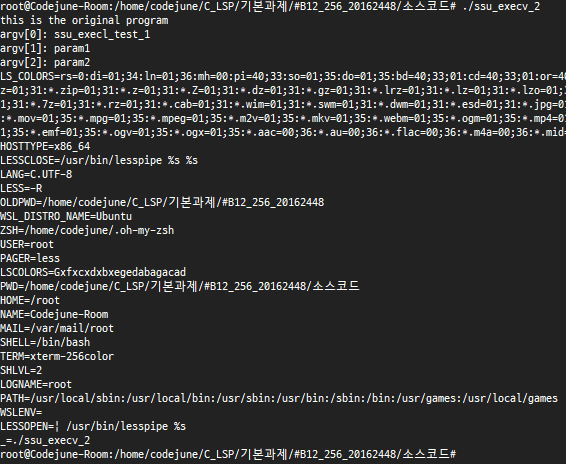 root@Codejune-Room:/home/codejune/C_LSP/기본과제/#B12_256_20162448/소스코드# ./ssu_execv_2
this is the original program
argv[0]: ssu_execl_test_1
argv[1]: param1
argv[2]: param2
LS_COLORS=rs=0:di=01;34:ln=01;36:mh=00:pi=40;33:so=01;35:do=01;35:bd=40;33;01:cd=40;33;01:or=40
z=01;31:*.zip=01;31:*.z=01;31:*.Z=01;31:*.dz=01;31:*.gz=01;31:*.lrz=01;31:*.lz=01;31:*.lzo=01;3
1;31:*.7z=01;31:*.rz=01;31:*.cab=01;31:*.wim=01;31:*.swm=01;31:*.dwm=01;31:*.esd=01;31:*.jpg=01
:*.mov=01;35:*.mpg=01;35:*.mpeg=01;35:*.m2v=01;35:*.mkv=01;35:*.webm=01;35:*.ogm=01;35:*.mp4=01
1;35:*.emf=01;35:*.ogv=01;35:*.ogx=01;35:*.aac=00;36:*.au=00;36:*.flac=00;36:*.m4a=00;36:*.mid=
HOSTTYPE=x86_64
LESSCLOSE=/usr/bin/lesspipe %s %s
LANG=C.UTF-8
LESS=-R
OLDPWD=/home/codejune/C_LSP/기본과제/#B12_256_20162448
WSL_DISTRO_NAME=Ubuntu
ZSH=/home/codejune/.oh-my-zsh
USER=root
PAGER=less
LSCOLORS=Gxfxcxdxbxegedabagacad
PWD=/home/codejune/C_LSP/기본과제/#B12_256_20162448/소스코드
HOME=/root
NAME=Codejune-Room
MAIL=/var/mail/root
SHELL=/bin/bash
TERM=xterm-256color
SHLVL=2
LOGNAME=root
PATH=/usr/local/sbin:/usr/local/bin:/usr/sbin:/usr/bin:/sbin:/bin:/usr/games:/usr/local/games
WSLENV=
LESSOPEN=¦ /usr/bin/lesspipe %s
_=./ssu_execv_2
root@Codejune-Room:/home/codejune/C_LSP/기본과제/#B12_256_20162448/소스코드#